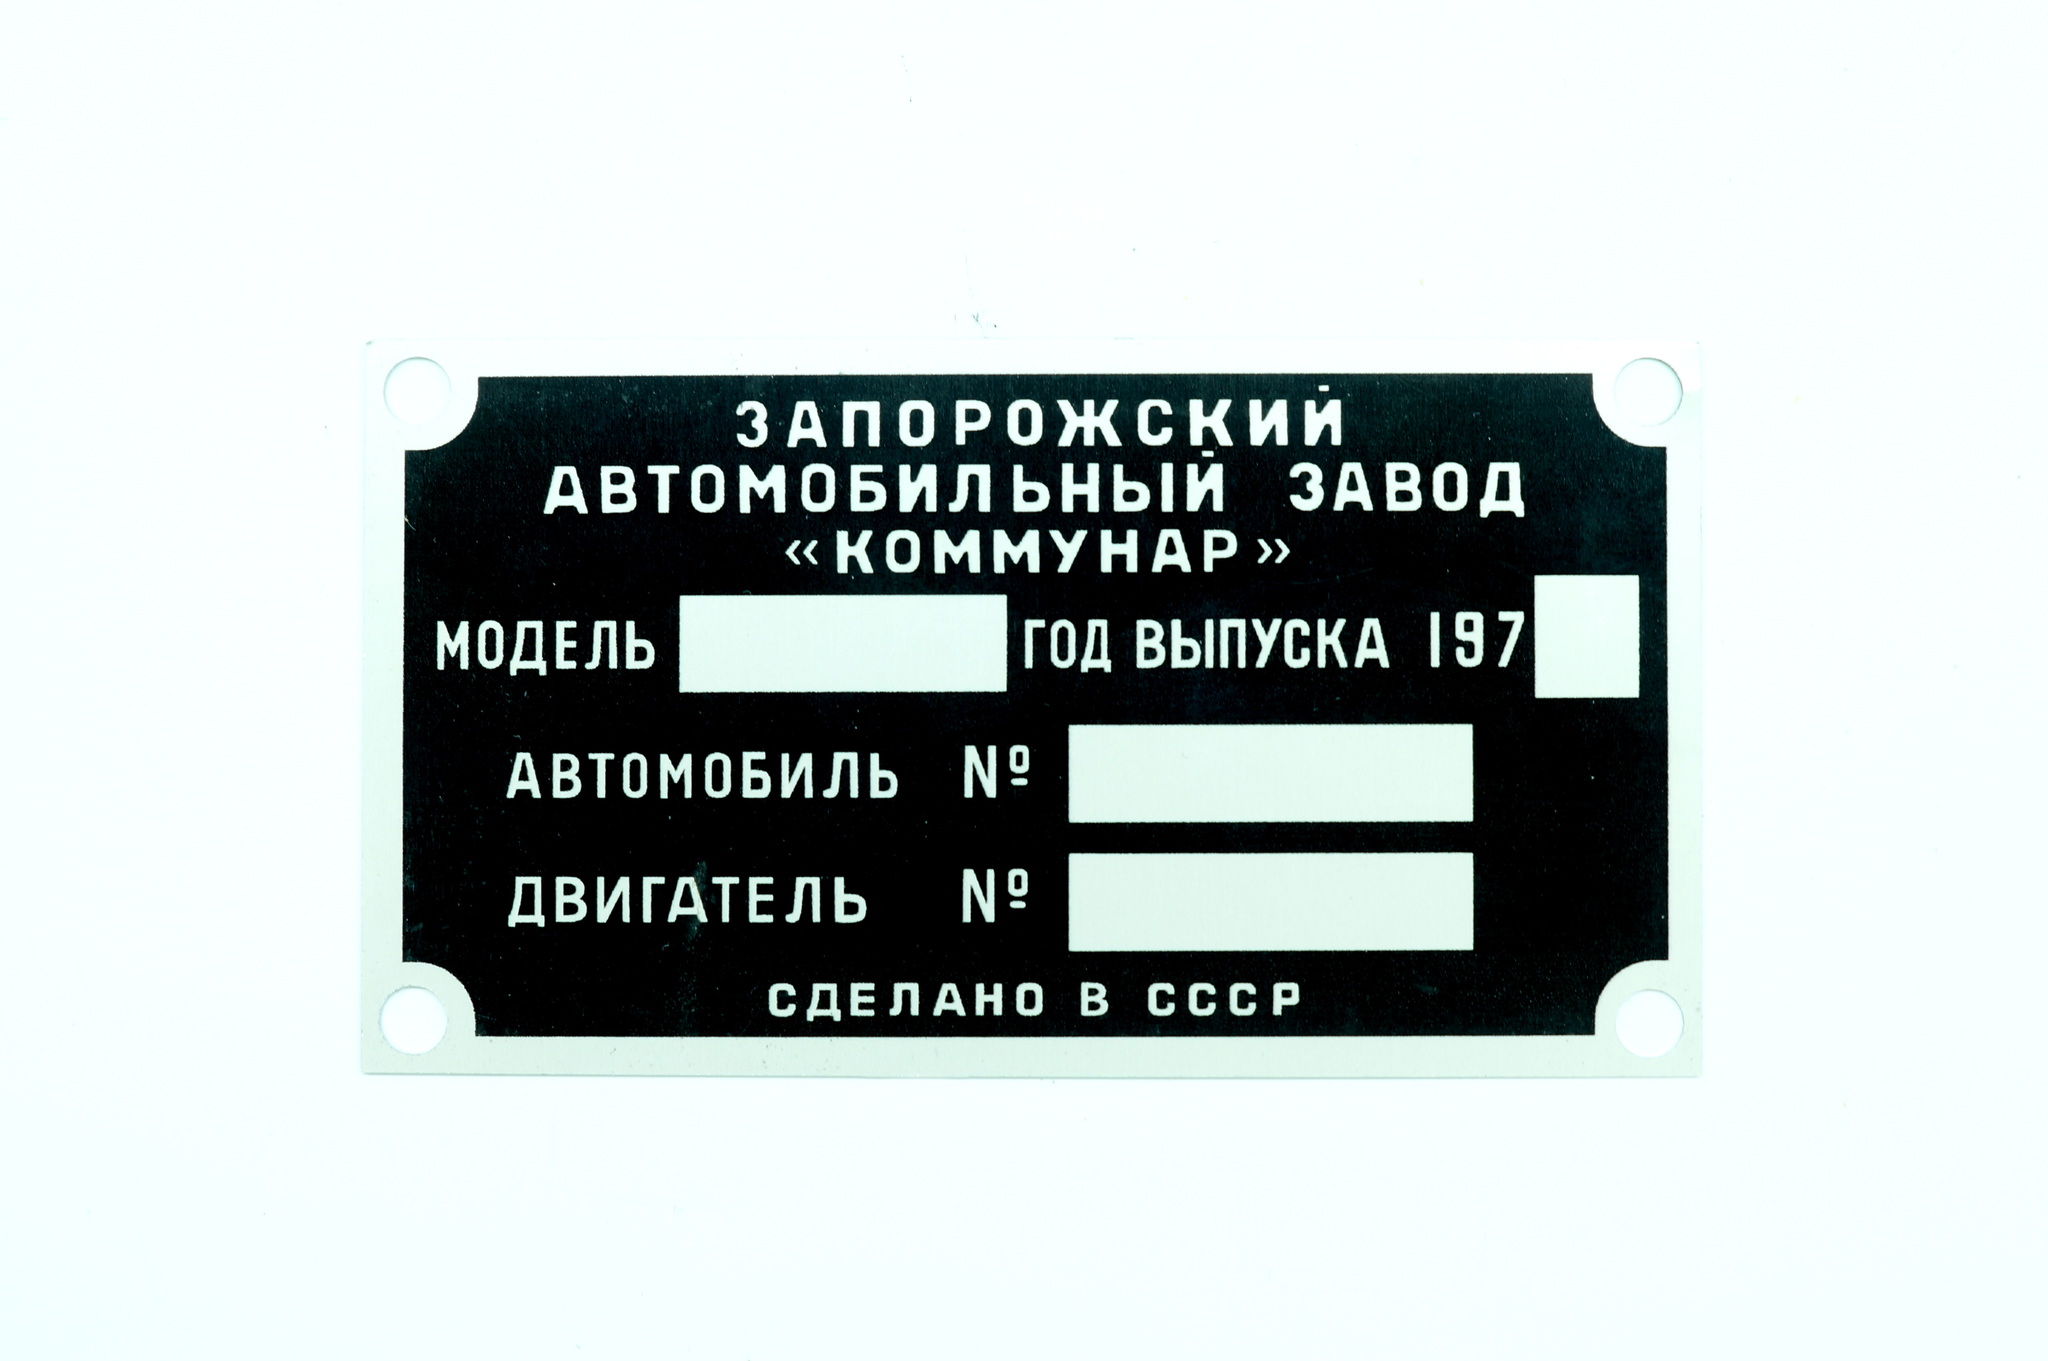 ЗАПОРОЖСКИЙ
АВТОМОБИЛЬНЫЙ ЗАВОД
«КОММУНАР»
МОДЕЛЬ ГОД ВЫПУСКА 197
АВТОМОБИЛЬ №
ДВИГАТЕЛЬ №
СДЕЛАНО В СССР